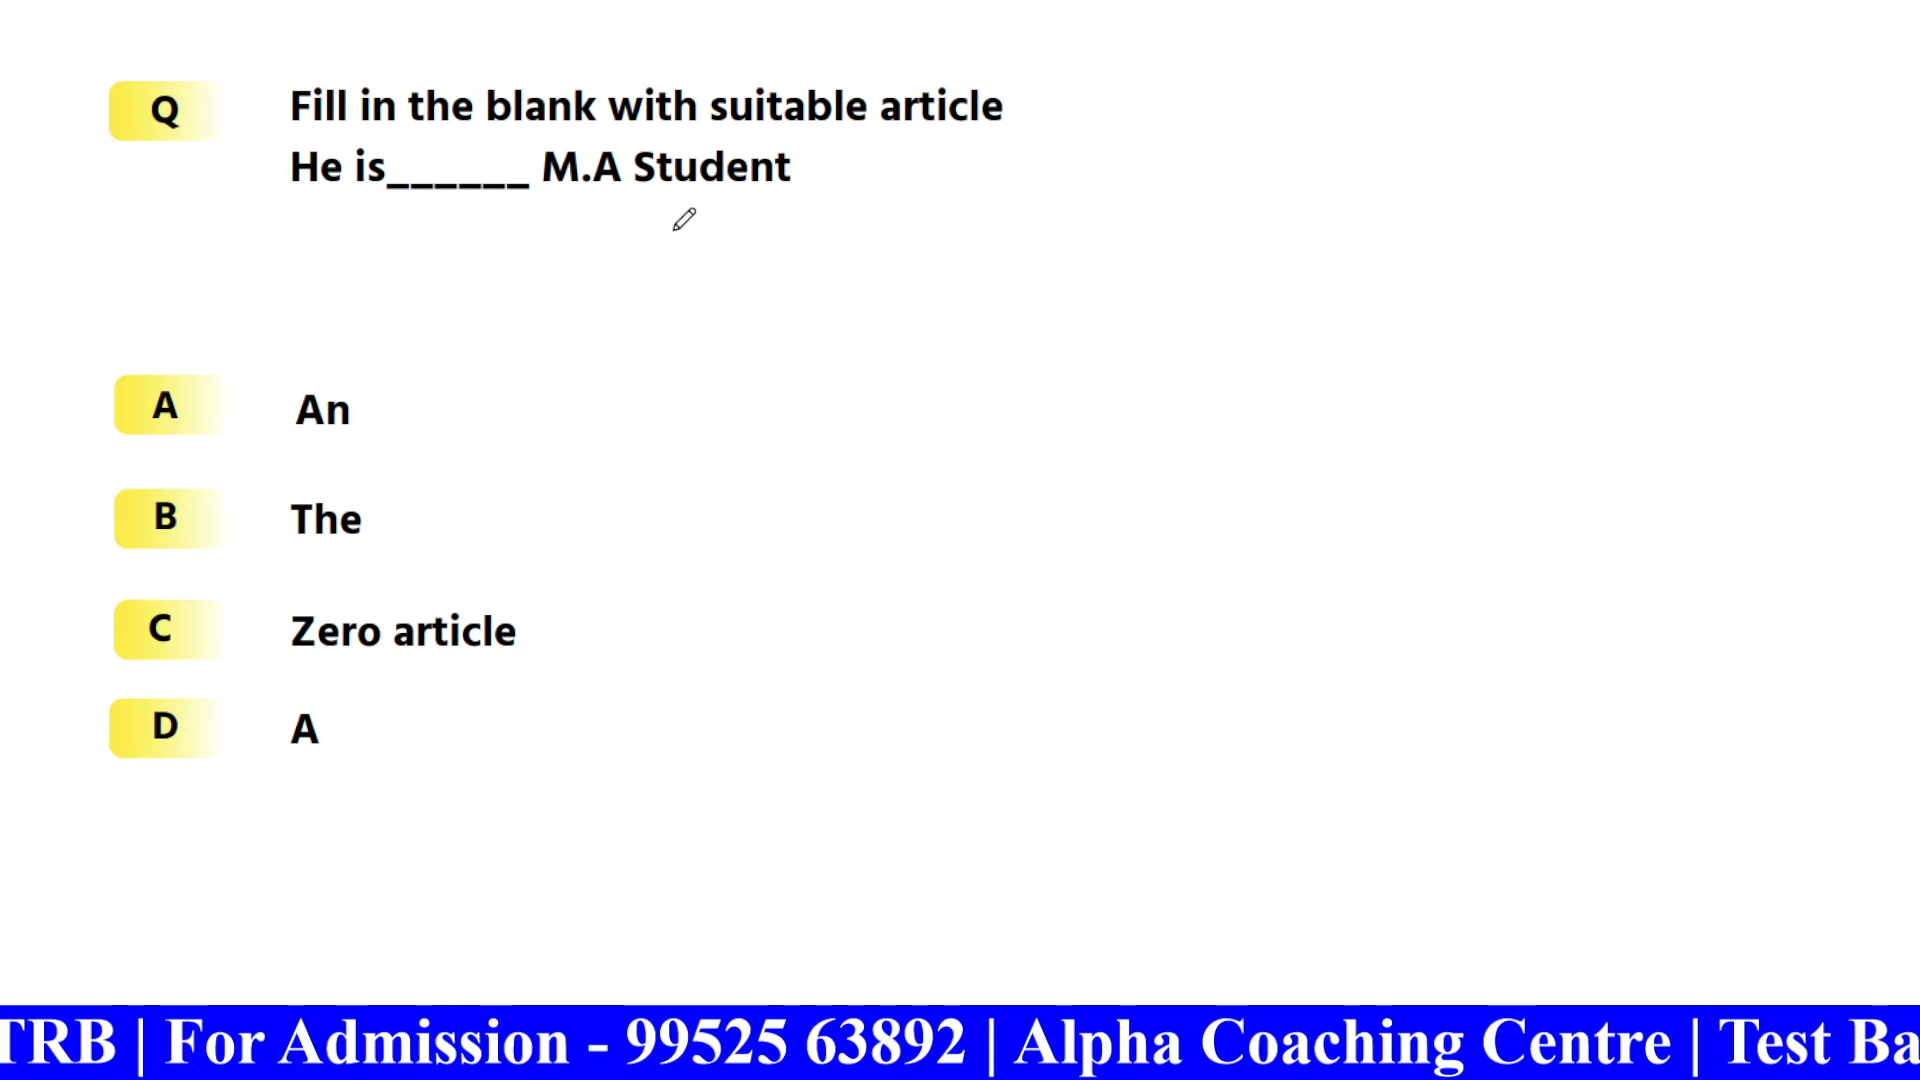 Q Fill in the blank with suitable article
He is______ M.A Student
A An
B The
C Zero article
D A
TRB | For Admission - 99525 63892 | Alpha Coaching Centre | Test Ba